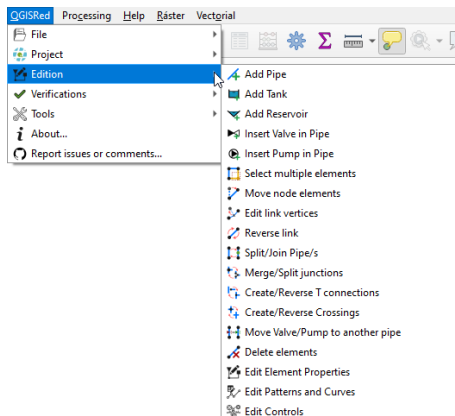 QGISRed Processing Help Ráster Vectorial
File
Project
Edition
Verifications
Tools
About...
Report issues or comments...
Add Pipe
Add Tank
Add Reservoir
Insert Valve in Pipe
Insert Pump in Pipe
Select multiple elements
Move node elements
Edit link vertices
Reverse link
Split/Join Pipe/s
Merge/Split junctions
Create/Reverse T connections
Create/Reverse Crossings
Move Valve/Pump to another pipe
Delete elements
Edit Element Properties
Edit Patterns and Curves
Edit Controls